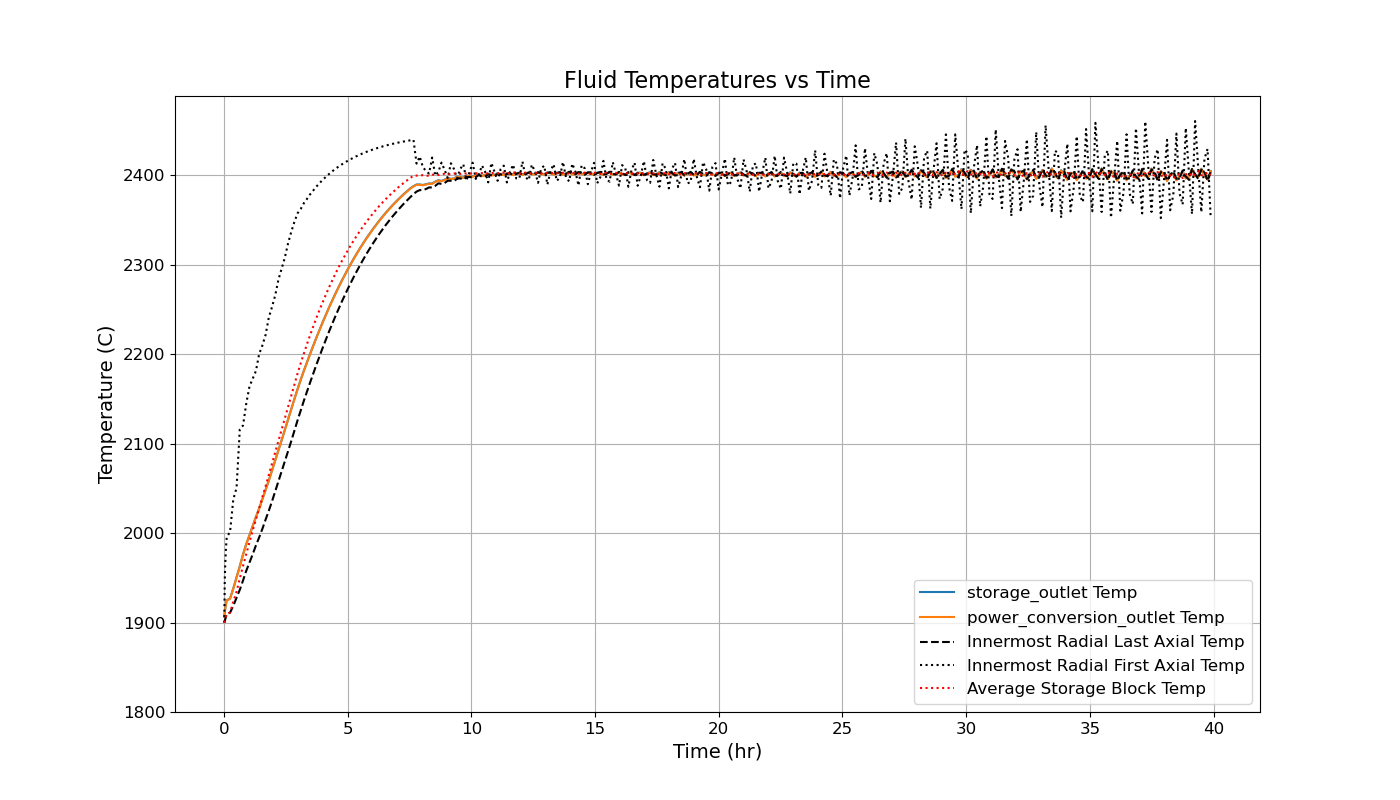 Fluid Temperatures vs Time
Temperature (C)
2400
2300
2200
2100
2000
1900
1800
0 5 10 15 20 25 30 35 40
Time (hr)
storage_outlet Temp
power_conversion_outlet Temp
Innermost Radial Last Axial Temp
Innermost Radial First Axial Temp
Average Storage Block Temp